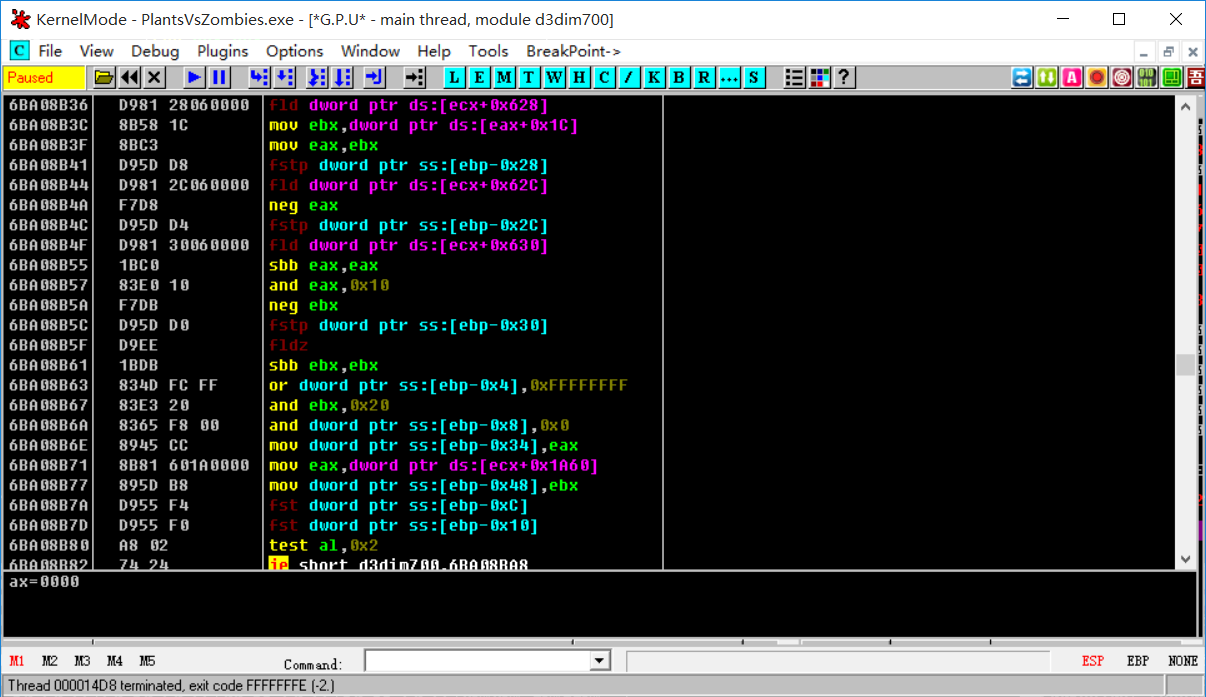 KernelMode - PlantsVsZombies.exe - [*G.P.U* - main thread, module d3dim700]
C File View Debug Plugins Options Window Help Tools BreakPoint->
Paused L E M T W H C / K B R ... S ? A 吾
6BA08B36 D981 28060000 fld dword ptr ds:[ecx+0x628]
6BA08B3C 8B58 1C mov ebx,dword ptr ds:[eax+0x1C]
6BA08B3F 8BC3 mov eax,ebx
6BA08B41 D95D D8 fstp dword ptr ss:[ebp-0x28]
6BA08B44 D981 2C060000 fld dword ptr ds:[ecx+0x62C]
6BA08B4A F7D8 neg eax
6BA08B4C D95D D4 fstp dword ptr ss:[ebp-0x2C]
6BA08B4F D981 30060000 fld dword ptr ds:[ecx+0x630]
6BA08B55 1BC0 sbb eax,eax
6BA08B57 83E0 10 and eax,0x10
6BA08B5A F7DB neg ebx
6BA08B5C D95D D0 fstp dword ptr ss:[ebp-0x30]
6BA08B5F D9EE fldz
6BA08B61 1BDB sbb ebx,ebx
6BA08B63 834D FC FF or dword ptr ss:[ebp-0x4],0xFFFFFFFF
6BA08B67 83E3 20 and ebx,0x20
6BA08B6A 8365 F8 00 and dword ptr ss:[ebp-0x8],0x0
6BA08B6E 8945 CC mov dword ptr ss:[ebp-0x34],eax
6BA08B71 8B81 601A0000 mov eax,dword ptr ds:[ecx+0x1A60]
6BA08B77 895D B8 mov dword ptr ss:[ebp-0x48],ebx
6BA08B7A D955 F4 fst dword ptr ss:[ebp-0xC]
6BA08B7D D955 F0 fst dword ptr ss:[ebp-0x10]
6BA08B80 A8 02 test al,0x2
6BA08B82 74 24 je short d3dim700.6BA08BA8
ax=0000
M1 M2 M3 M4 M5 Command: ESP EBP NONE
Thread 000014D8 terminated, exit code FFFFFFFE (-2.)